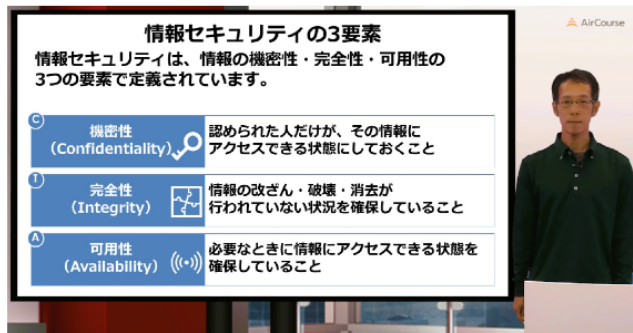 情報セキュリティの3要素
AirCourse
情報セキュリティは、情報の機密性・完全性・可用性の
3つの要素で定義されています。
C
機密性
(Confidentiality)
認められた人だけが、その情報に
アクセスできる状態にしておくこと
I
完全性
(Integrity)
情報の改ざん・破壊・消去が
行われていない状況を確保していること
A
可用性
(Availability)
必要なときに情報にアクセスできる状態を
確保していること